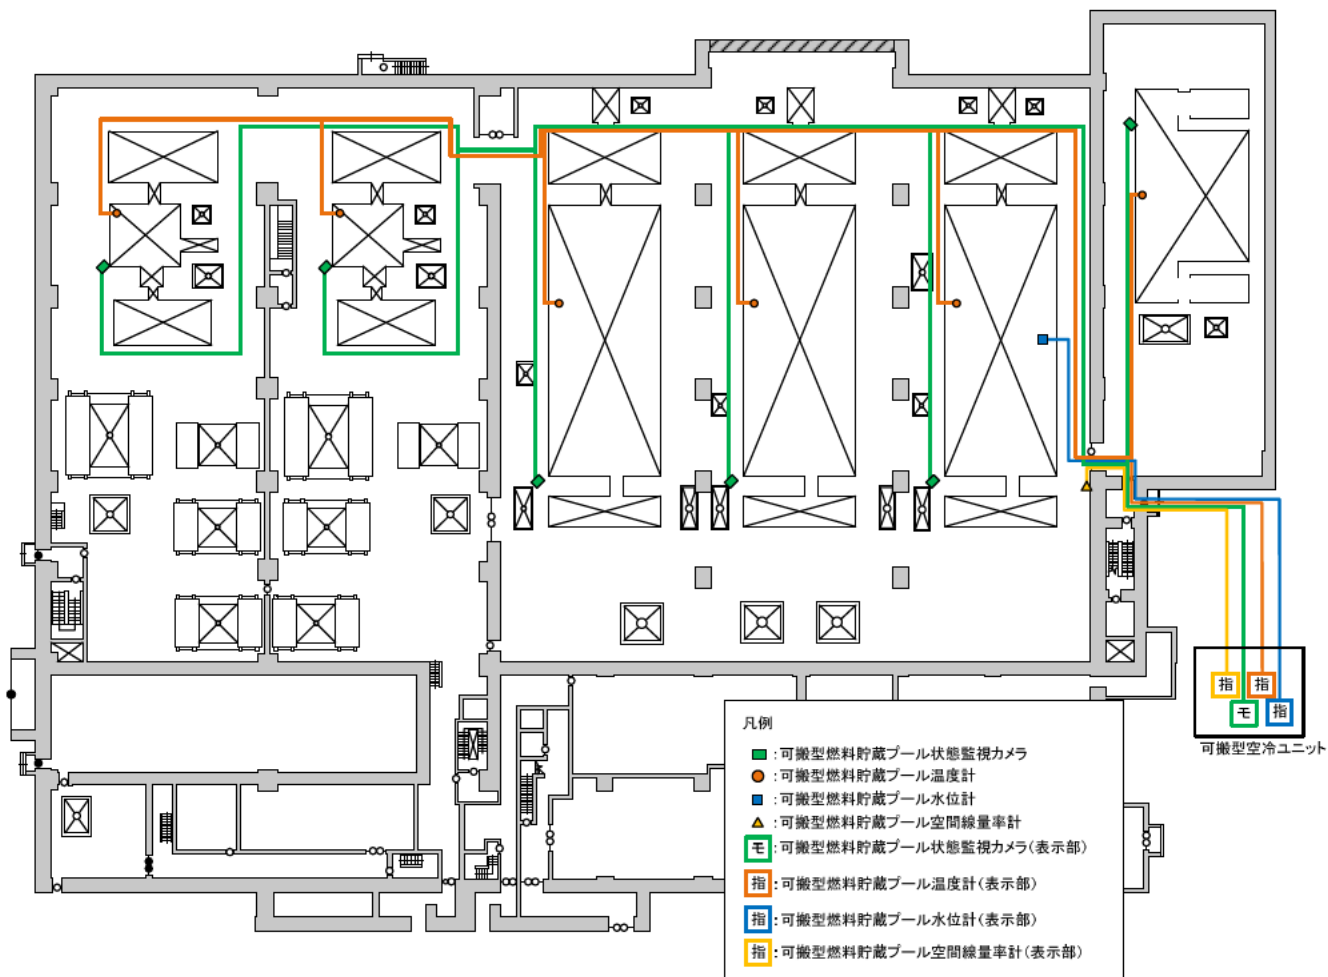 指
指
モ
指
可搬型空冷ユニット
凡例
：可搬型燃料貯蔵プール状態監視カメラ
：可搬型燃料貯蔵プール温度計
：可搬型燃料貯蔵プール水位計
：可搬型燃料貯蔵プール空間線量率計
モ：可搬型燃料貯蔵プール状態監視カメラ(表示部)
指：可搬型燃料貯蔵プール温度計(表示部)
指：可搬型燃料貯蔵プール水位計(表示部)
指：可搬型燃料貯蔵プール空間線量率計(表示部)